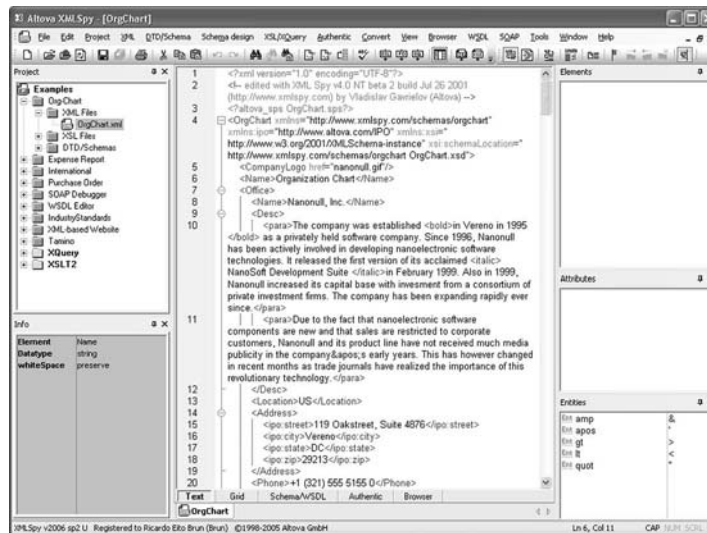 Altova XMLSpy - [OrgChart]
File Edit Project XML DTD/Schema Schema design XSL/XQuery Authentic Convert View Browser WSDL SOAP Tools Window Help
Project
Examples
OrgChart
XML Files
OrgChart.xml
XSL Files
DTD/Schemas
Expense Report
International
Purchase Order
SOAP Debugger
WSDL Editor
IndustryStandards
XML-based Website
Tamino
XQuery
XSLT2
Info
Element Name
Datatype string
whiteSpace preserve
1 <?xml version="1.0" encoding="UTF-8"?>
2 <!-- edited with XML Spy v4.0 NT beta 2 build Jul 26 2001
(http://www.xmlspy.com) by Vladislav Gavrielov (Altova) -->
3 <?altova_sps OrgChart.sps?>
4 <OrgChart xmlns="http://www.xmlspy.com/schemas/orgchart"
xmlns:ipo="http://www.altova.com/IPO" xmlns:xsi="
http://www.w3.org/2001/XMLSchema-instance" xsi:schemaLocation="
http://www.xmlspy.com/schemas/orgchart OrgChart.xsd">
5 <CompanyLogo href="nanonull.gif"/>
6 <Name>Organization Chart</Name>
7 <Office>
8 <Name>Nanonull, Inc.</Name>
9 <Desc>
10 <para>The company was established <bold>in Vereno in 1995
</bold> as a privately held software company. Since 1996, Nanonull
has been actively involved in developing nanoelectronic software
technologies. It released the first version of its acclaimed <italic>
NanoSoft Development Suite </italic>in February 1999. Also in 1999,
Nanonull increased its capital base with invesment from a consortium of
private investment firms. The company has been expanding rapidly ever
since.</para>
11 <para>Due to the fact that nanoelectronic software
components are new and that sales are restricted to corporate
customers, Nanonull and its product line have not received much media
publicity in the company&apos;s early years. This has however changed
in recent months as trade journals have realized the importance of this
revolutionary technology.</para>
12 </Desc>
13 <Location>US</Location>
14 <Address>
15 <ipo:street>119 Oakstreet, Suite 4876</ipo:street>
16 <ipo:city>Vereno</ipo:city>
17 <ipo:state>DC</ipo:state>
18 <ipo:zip>29213</ipo:zip>
19 </Address>
20 <Phone>+1 (321) 555 5155 0</Phone>
Text Grid Schema/WSDL Authentic Browser
OrgChart
Elements
Attributes
Entities
Ent amp &
Ent apos '
Ent gt >
Ent lt <
Ent quot "
XMLSpy v2006 sp2 U Registered to Ricardo Eito Brun (Brun) ©1998-2005 Altova GmbH Ln 6, Col 11 CAP NUM SCRL